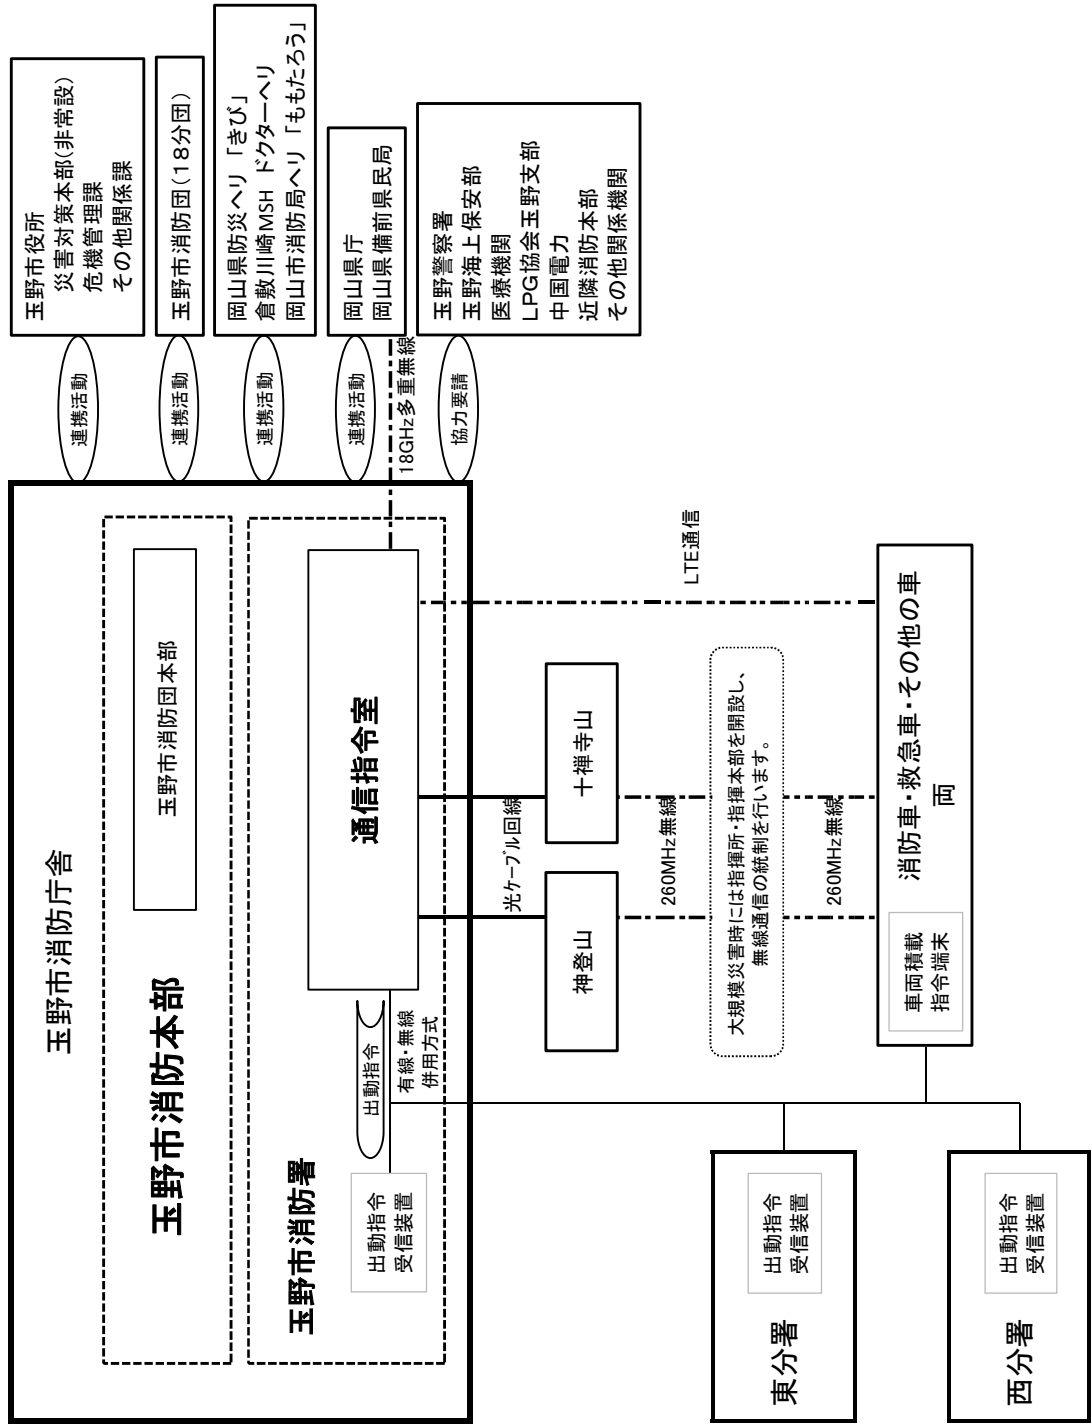 玉野市消防庁舎
玉野市消防本部
玉野市消防団本部
玉野市消防署
通信指令室
出動指令
有線・無線
併用方式
出動指令
受信装置
連携活動
玉野市役所
災害対策本部(非常設)
危機管理課
その他関係課
連携活動
玉野市消防団(18分団)
連携活動
岡山県防災ヘリ「きび」
倉敷川崎MSH ドクターヘリ
岡山市消防局ヘリ「ももたろう」
連携活動
岡山県庁
岡山県備前県民局
18GHz多重無線
協力要請
玉野警察署
玉野海上保安部
医療機関
LPG協会玉野支部
中国電力
近隣消防本部
その他関係機関
光ケーブル回線
神登山
十禅寺山
LTE通信
260MHz無線
大規模災害時には指揮所・指揮本部を開設し、
無線通信の統制を行います。
260MHz無線
消防車・救急車・その他の車
両
車両積載
指令端末
東分署
出動指令
受信装置
西分署
出動指令
受信装置